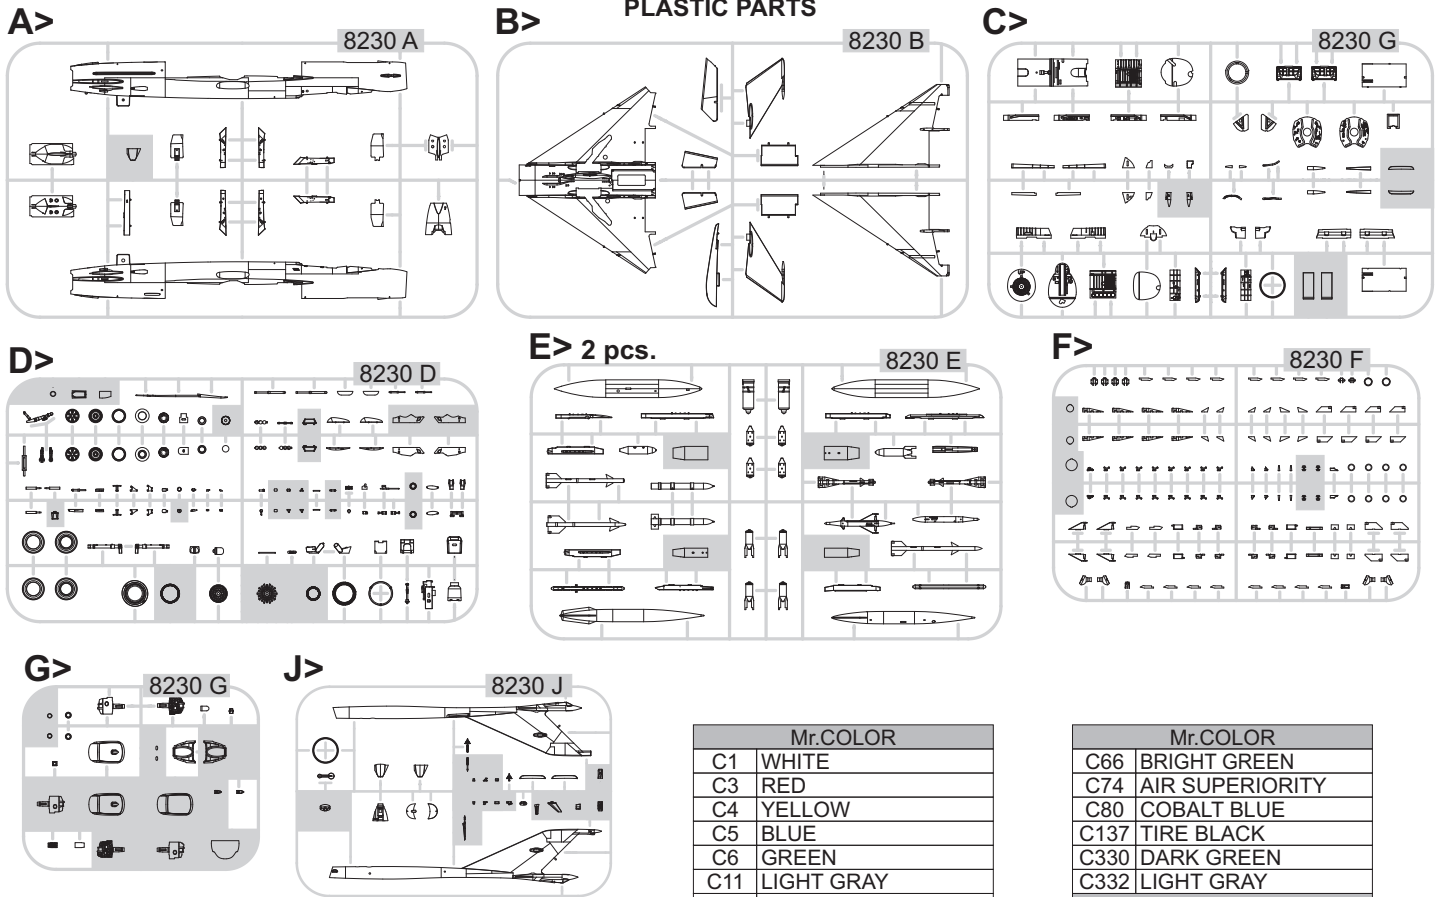 PLASTIC PARTS
A>
8230 A
B>
8230 B
C>
8230 G
D>
8230 D
E> 2 pcs.
8230 E
F>
8230 F
G>
8230 G
J>
8230 J
Mr.COLOR
C1 WHITE
C3 RED
C4 YELLOW
C5 BLUE
C6 GREEN
C11 LIGHT GRAY
Mr.COLOR
C66 BRIGHT GREEN
C74 AIR SUPERIORITY
C80 COBALT BLUE
C137 TIRE BLACK
C330 DARK GREEN
C332 LIGHT GRAY